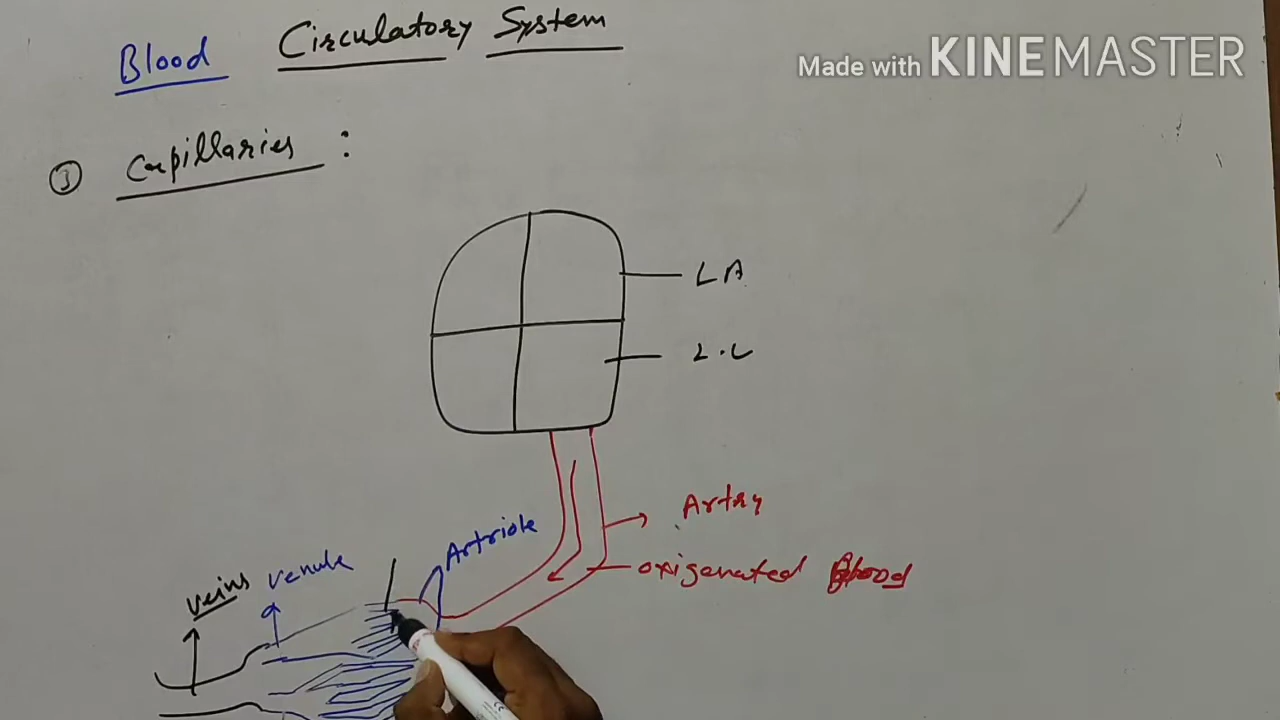 Blood Circulatory System
Made with KINEMASTER
③ Capillaries :
LA
L.V
Artry
Artriole
oxigenated Blood
venule
veins